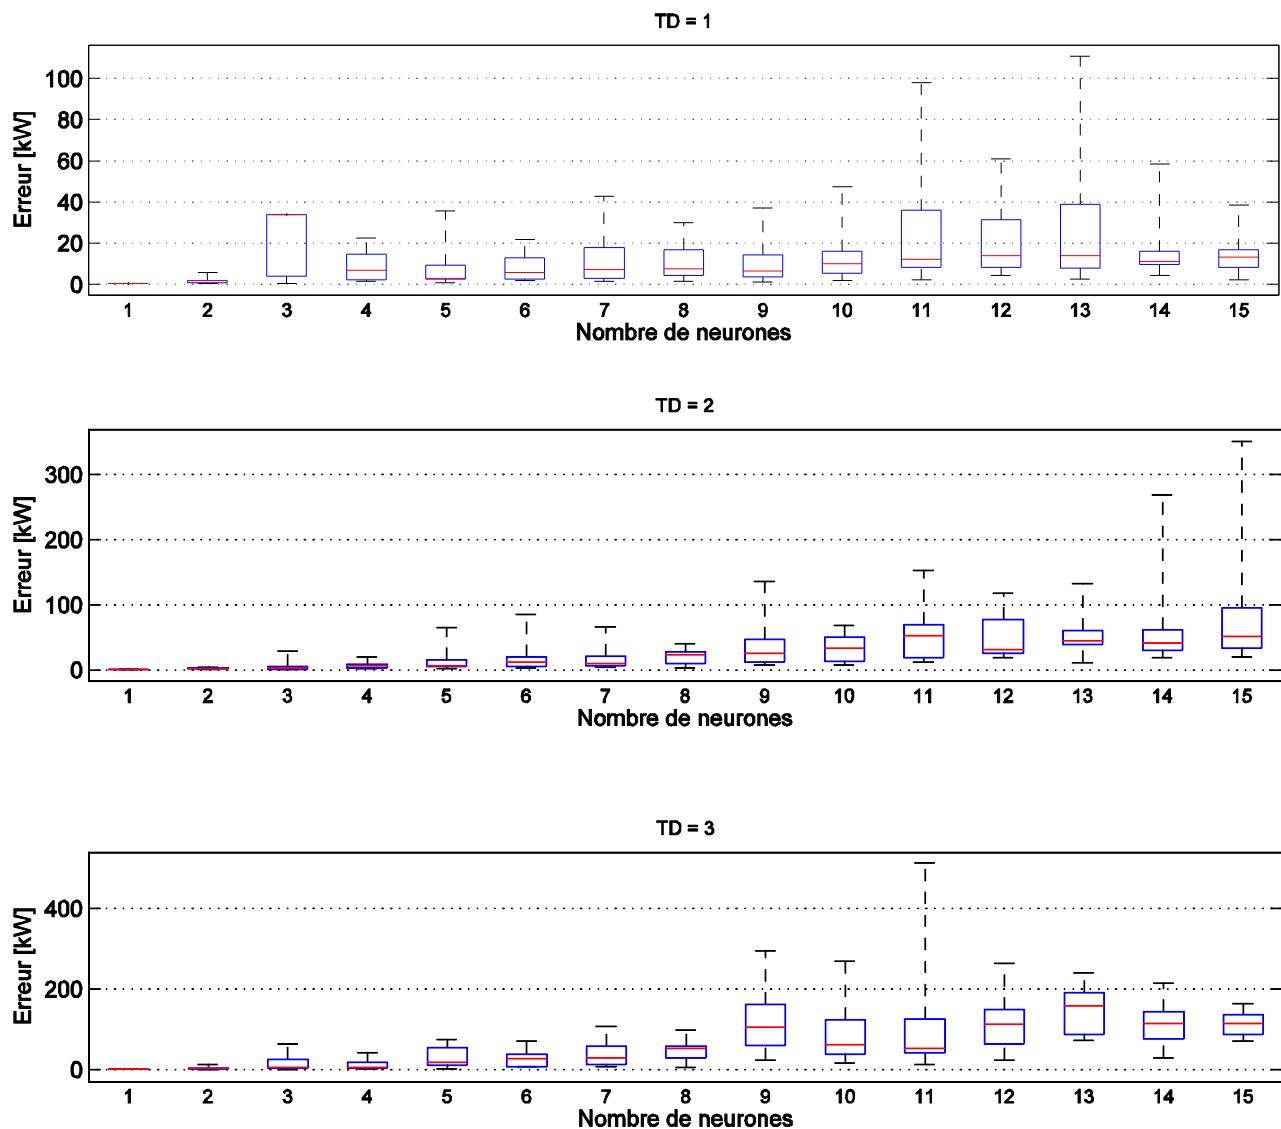 TD = 1
Erreur [kW]
100
80
60
40
20
0
1 2 3 4 5 6 7 8 9 10 11 12 13 14 15
Nombre de neurones
TD = 2
Erreur [kW]
300
200
100
0
1 2 3 4 5 6 7 8 9 10 11 12 13 14 15
Nombre de neurones
TD = 3
Erreur [kW]
400
200
0
1 2 3 4 5 6 7 8 9 10 11 12 13 14 15
Nombre de neurones